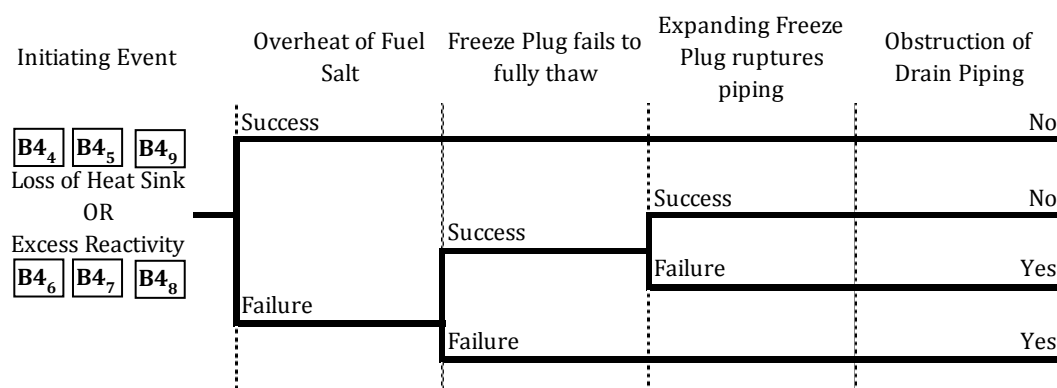 Initiating Event
Overheat of Fuel
Salt
Freeze Plug fails to
fully thaw
Expanding Freeze
Plug ruptures
piping
Obstruction of
Drain Piping
Success
No
B4₄ B4₅ B4₉
Loss of Heat Sink
OR
Excess Reactivity
B4₆ B4₇ B4₈
Success
No
Success
Failure
Yes
Failure
Failure
Yes